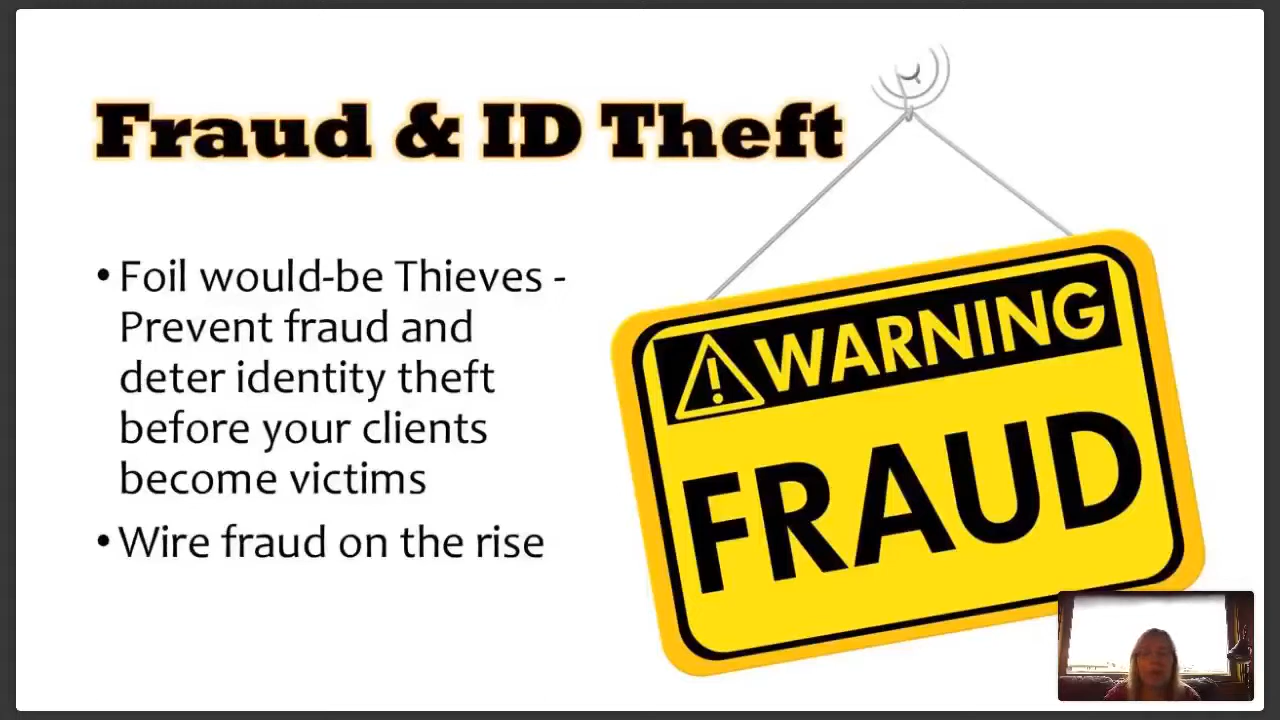 Fraud & ID Theft
• Foil would-be Thieves -
Prevent fraud and
deter identity theft
before your clients
become victims
• Wire fraud on the rise
WARNING
FRAUD